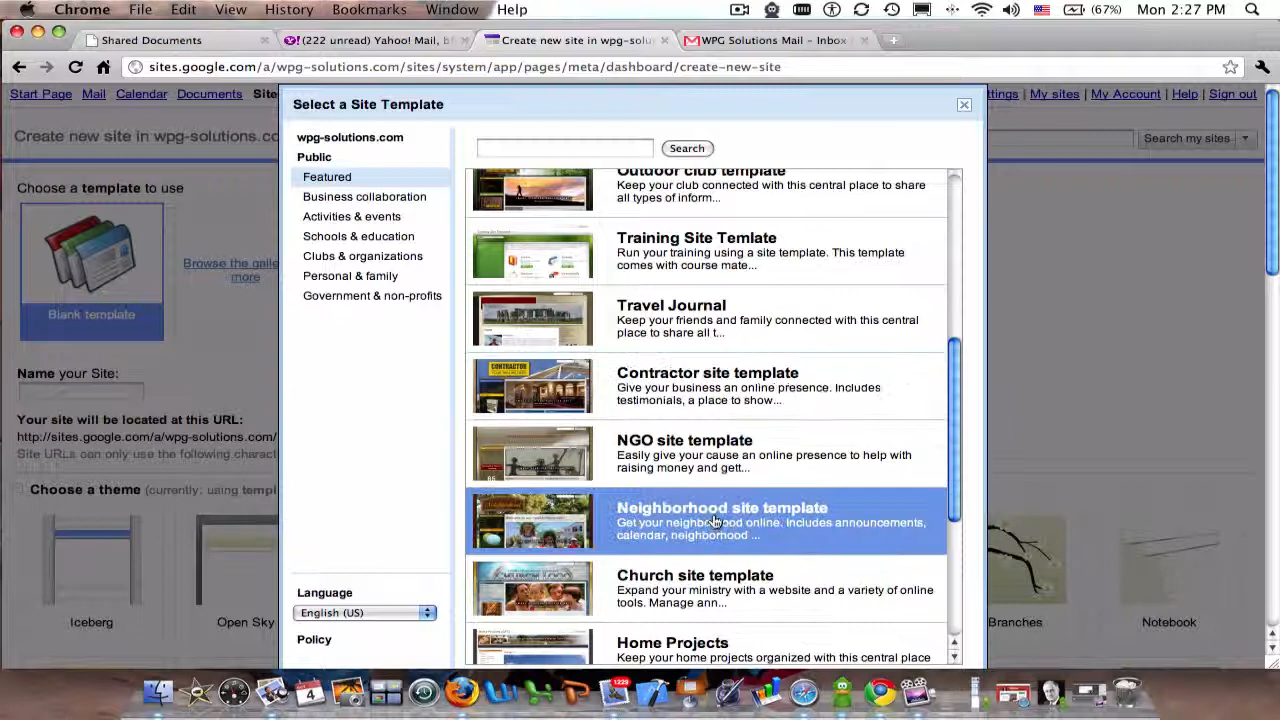 Chrome File Edit View History Bookmarks Window Help (67%) Mon 2:27 PM
Shared Documents (222 unread) Yahoo! Mail, b Create new site in wpg-solu WPG Solutions Mail – Inbox
sites.google.com/a/wpg-solutions.com/sites/system/app/pages/meta/dashboard/create-new-site
Start Page Mail Calendar Documents Site ttings | My sites | My Account | Help | Sign out
Select a Site Template
Create new site in wpg-solutions.co Search my sites
wpg-solutions.com
Search
Public
Featured
Business collaboration
Activities & events
Schools & education
Clubs & organizations
Personal & family
Government & non-profits
Choose a template to use
Browse the galle
more
Blank template
Name your Site:
Your site will be located at this URL:
http://sites.google.com/a/wpg-solutions.com/
Site URLs can only use the following charact
Choose a theme (currently: using templ
Iceberg
Open Sky
Outdoor club template
Keep your club connected with this central place to share
all types of inform...
Training Site Temlate
Run your training using a site template. This template
comes with course mate...
Travel Journal
Keep your friends and family connected with this central
place to share all t...
CONTRACTOR
Contractor site template
Give your business an online presence. Includes
testimonials, a place to show...
NGO site template
Easily give your cause an online presence to help with
raising money and gett...
Neighborhood site template
Get your neighborhood online. Includes announcements,
calendar, neighborhood ...
CHURCH LOGO
Church site template
Expand your ministry with a website and a variety of online
tools. Manage ann...
Home Projects
Keep your home projects organized with this central place
Language
English (US)
Policy
Branches
Notebook
4
1229